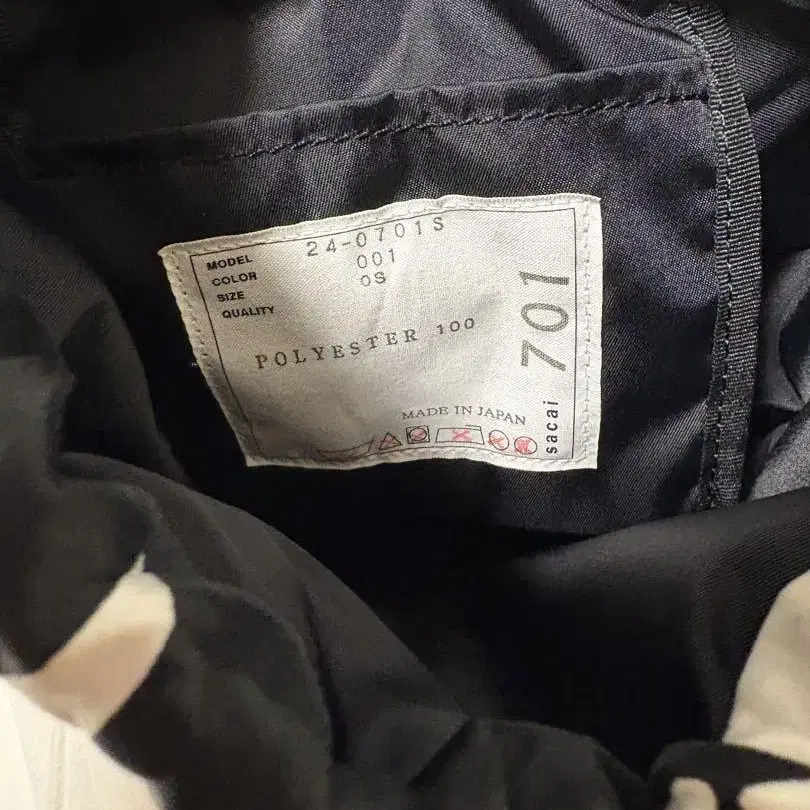 MODEL 24-0701S
COLOR 001
SIZE OS
QUALITY
POLYESTER 100
MADE IN JAPAN
sacai 701